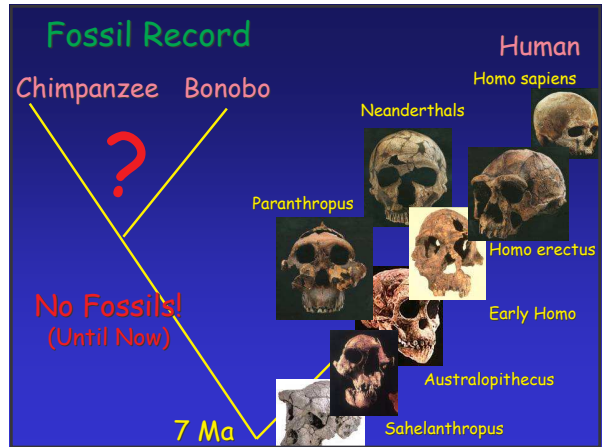 Fossil Record
Human
Chimpanzee Bonobo
Homo sapiens
Neanderthals
?
Paranthropus
Homo erectus
No Fossils!
(Until Now)
Early Homo
Australopithecus
7 Ma
Sahelanthropus